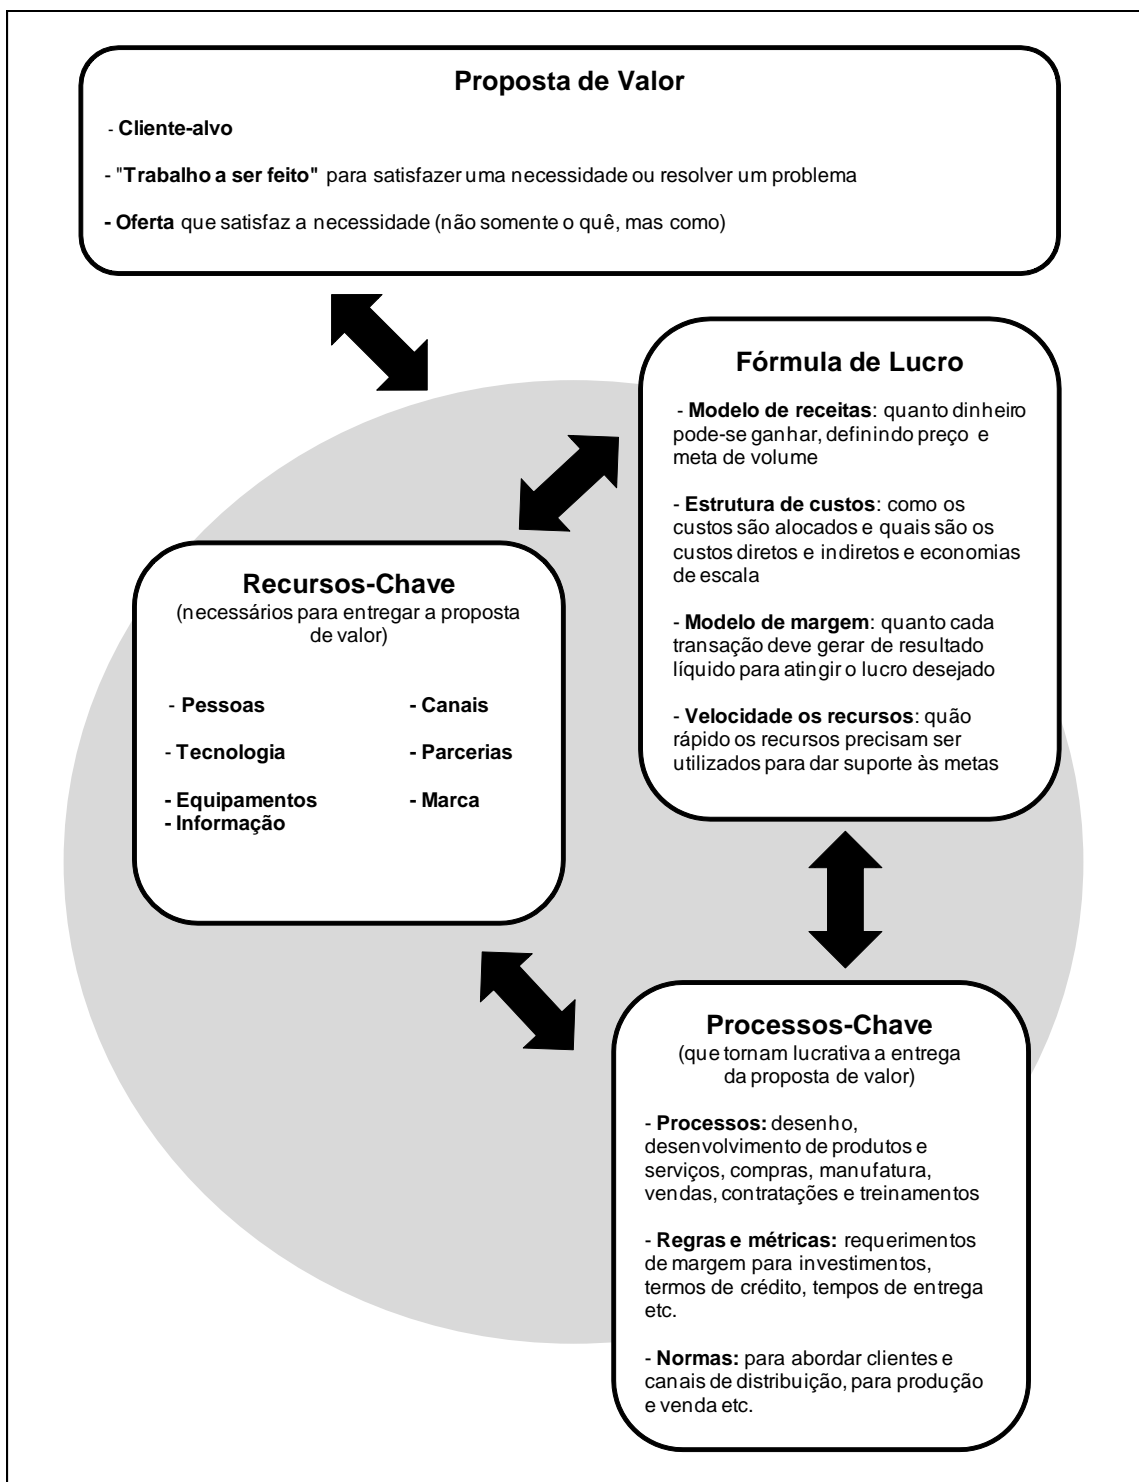 Proposta de Valor
- Cliente-alvo
- "Trabalho a ser feito" para satisfazer uma necessidade ou resolver um problema
- Oferta que satisfaz a necessidade (não somente o quê, mas como)
Fórmula de Lucro
- Modelo de receitas: quanto dinheiro
pode-se ganhar, definindo preço e
meta de volume
- Estrutura de custos: como os
custos são alocados e quais são os
custos diretos e indiretos e economias
de escala
- Modelo de margem: quanto cada
transação deve gerar de resultado
líquido para atingir o lucro desejado
- Velocidade os recursos: quão
rápido os recursos precisam ser
utilizados para dar suporte às metas
Recursos-Chave
(necessários para entregar a proposta
de valor)
- Pessoas
- Tecnologia
- Equipamentos
- Informação
- Canais
- Parcerias
- Marca
Processos-Chave
(que tornam lucrativa a entrega
da proposta de valor)
- Processos: desenho,
desenvolvimento de produtos e
serviços, compras, manufatura,
vendas, contratações e treinamentos
- Regras e métricas: requerimentos
de margem para investimentos,
termos de crédito, tempos de entrega
etc.
- Normas: para abordar clientes e
canais de distribuição, para produção
e venda etc.